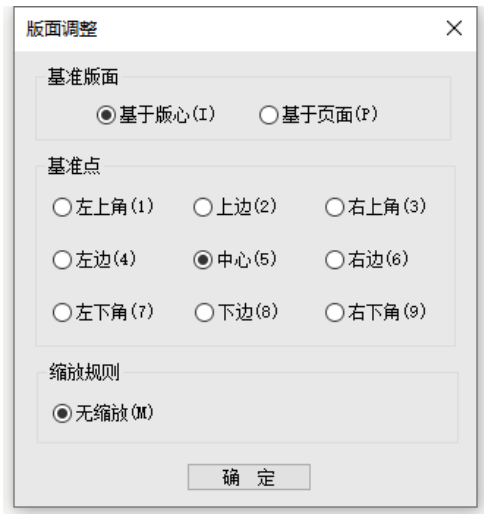 版面调整
基准版面
基于版心(I) 基于页面(P)
基准点
左上角(1) 上边(2) 右上角(3)
左边(4) 中心(5) 右边(6)
左下角(7) 下边(8) 右下角(9)
缩放规则
无缩放(M)
确 定